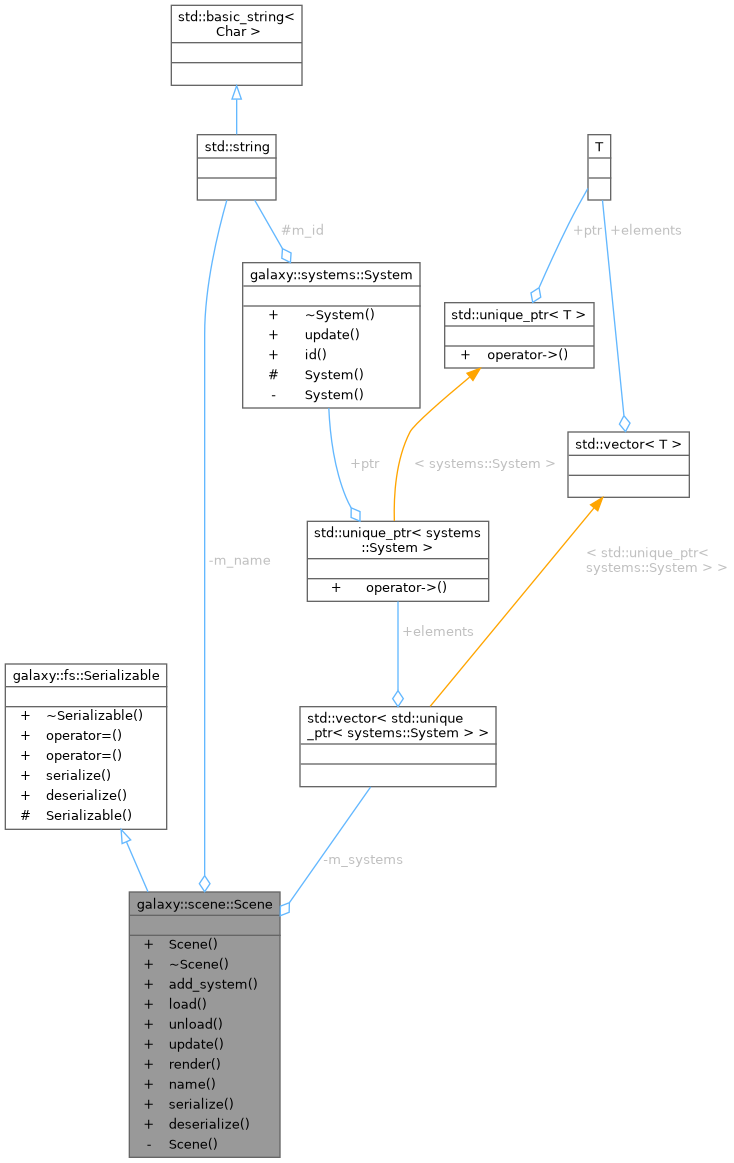 std::basic_string<
Char >
std::string
T
#m_id
+ptr
+elements
galaxy::systems::System
+ ~System()
+ update()
+ id()
# System()
- System()
std::unique_ptr< T >
+ operator->()
std::vector< T >
+ptr
< systems::System >
std::unique_ptr< systems
::System >
+ operator->()
-m_name
< std::unique_ptr<
systems::System > >
+elements
galaxy::fs::Serializable
+ ~Serializable()
+ operator=()
+ operator=()
+ serialize()
+ deserialize()
# Serializable()
std::vector< std::unique
_ptr< systems::System > >
-m_systems
galaxy::scene::Scene
+ Scene()
+ ~Scene()
+ add_system()
+ load()
+ unload()
+ update()
+ render()
+ name()
+ serialize()
+ deserialize()
- Scene()